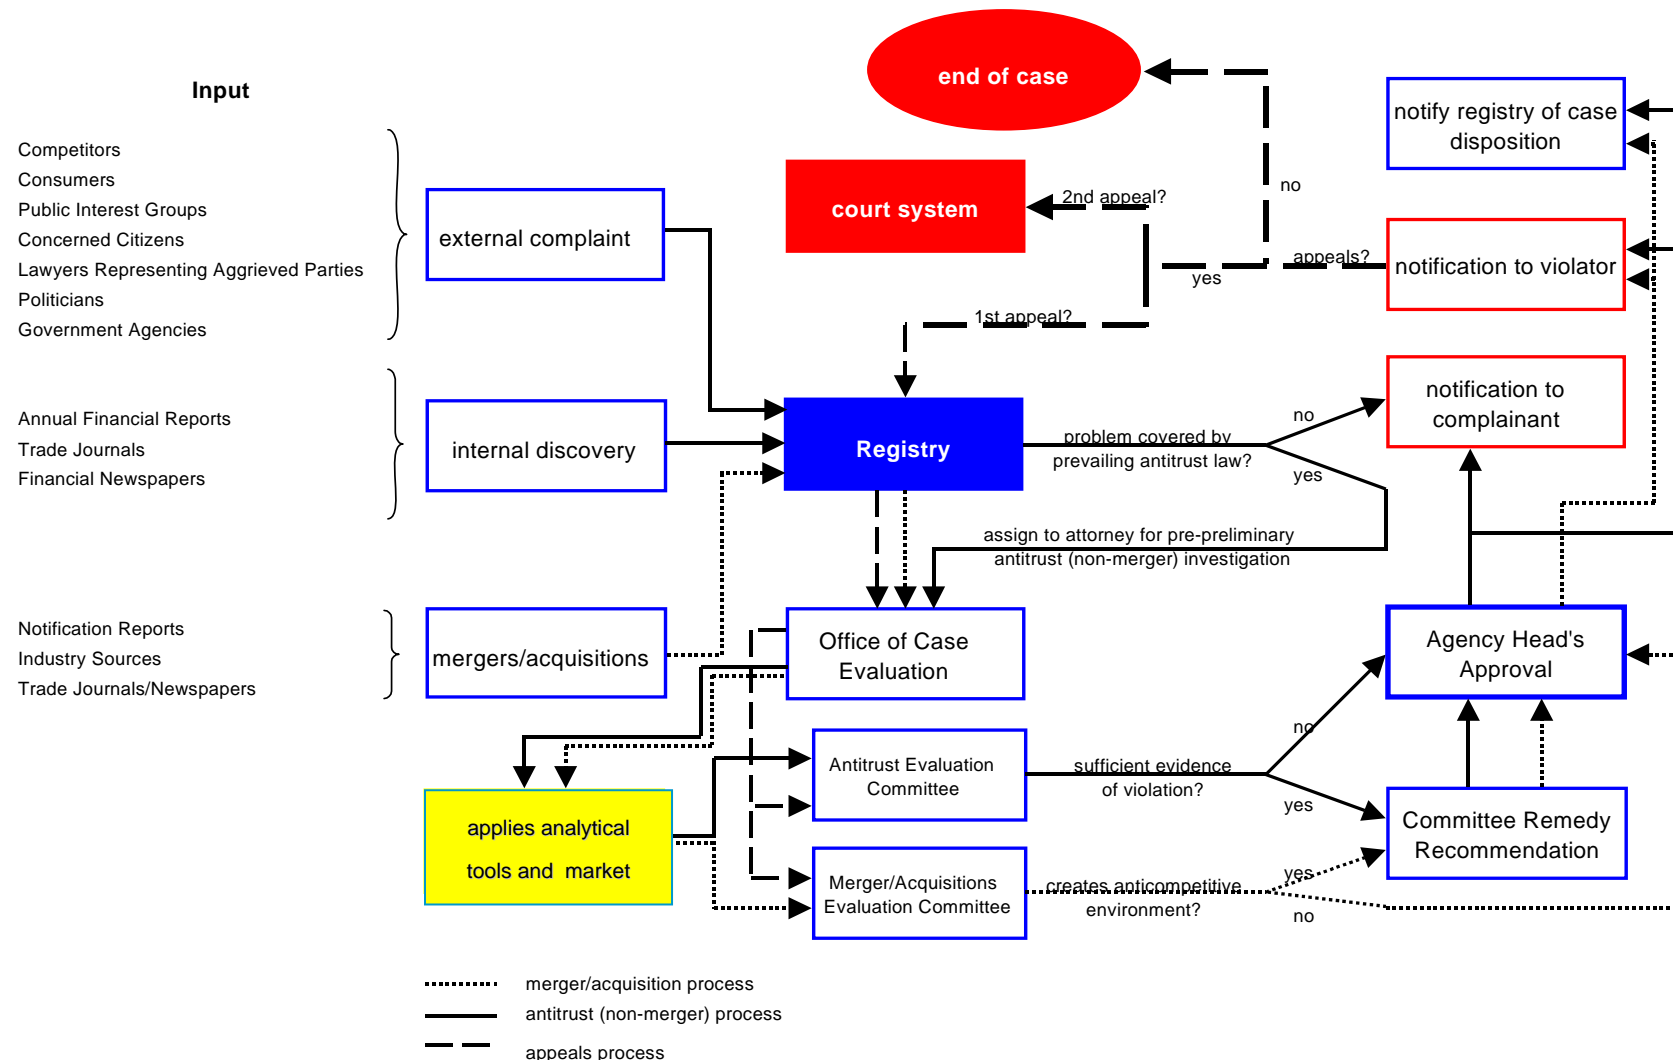 Input
Competitors
Consumers
Public Interest Groups
Concerned Citizens
Lawyers Representing Aggrieved Parties
Politicians
Government Agencies
Annual Financial Reports
Trade Journals
Financial Newspapers
Notification Reports
Industry Sources
Trade Journals/Newspapers
external complaint
internal discovery
mergers/acquisitions
applies analytical
tools and market
end of case
court system
2nd appeal?
1st appeal?
yes
no
appeals?
Registry
problem covered by
prevailing antitrust law?
no
yes
assign to attorney for pre-preliminary
antitrust (non-merger) investigation
Office of Case
Evaluation
Antitrust Evaluation
Committee
sufficient evidence
of violation?
no
yes
Merger/Acquisitions
Evaluation Committee
creates anticompetitive
environment?
yes
no
notify registry of case
disposition
notification to violator
notification to
complainant
Agency Head's
Approval
Committee Remedy
Recommendation
merger/acquisition process
antitrust (non-merger) process
appeals process